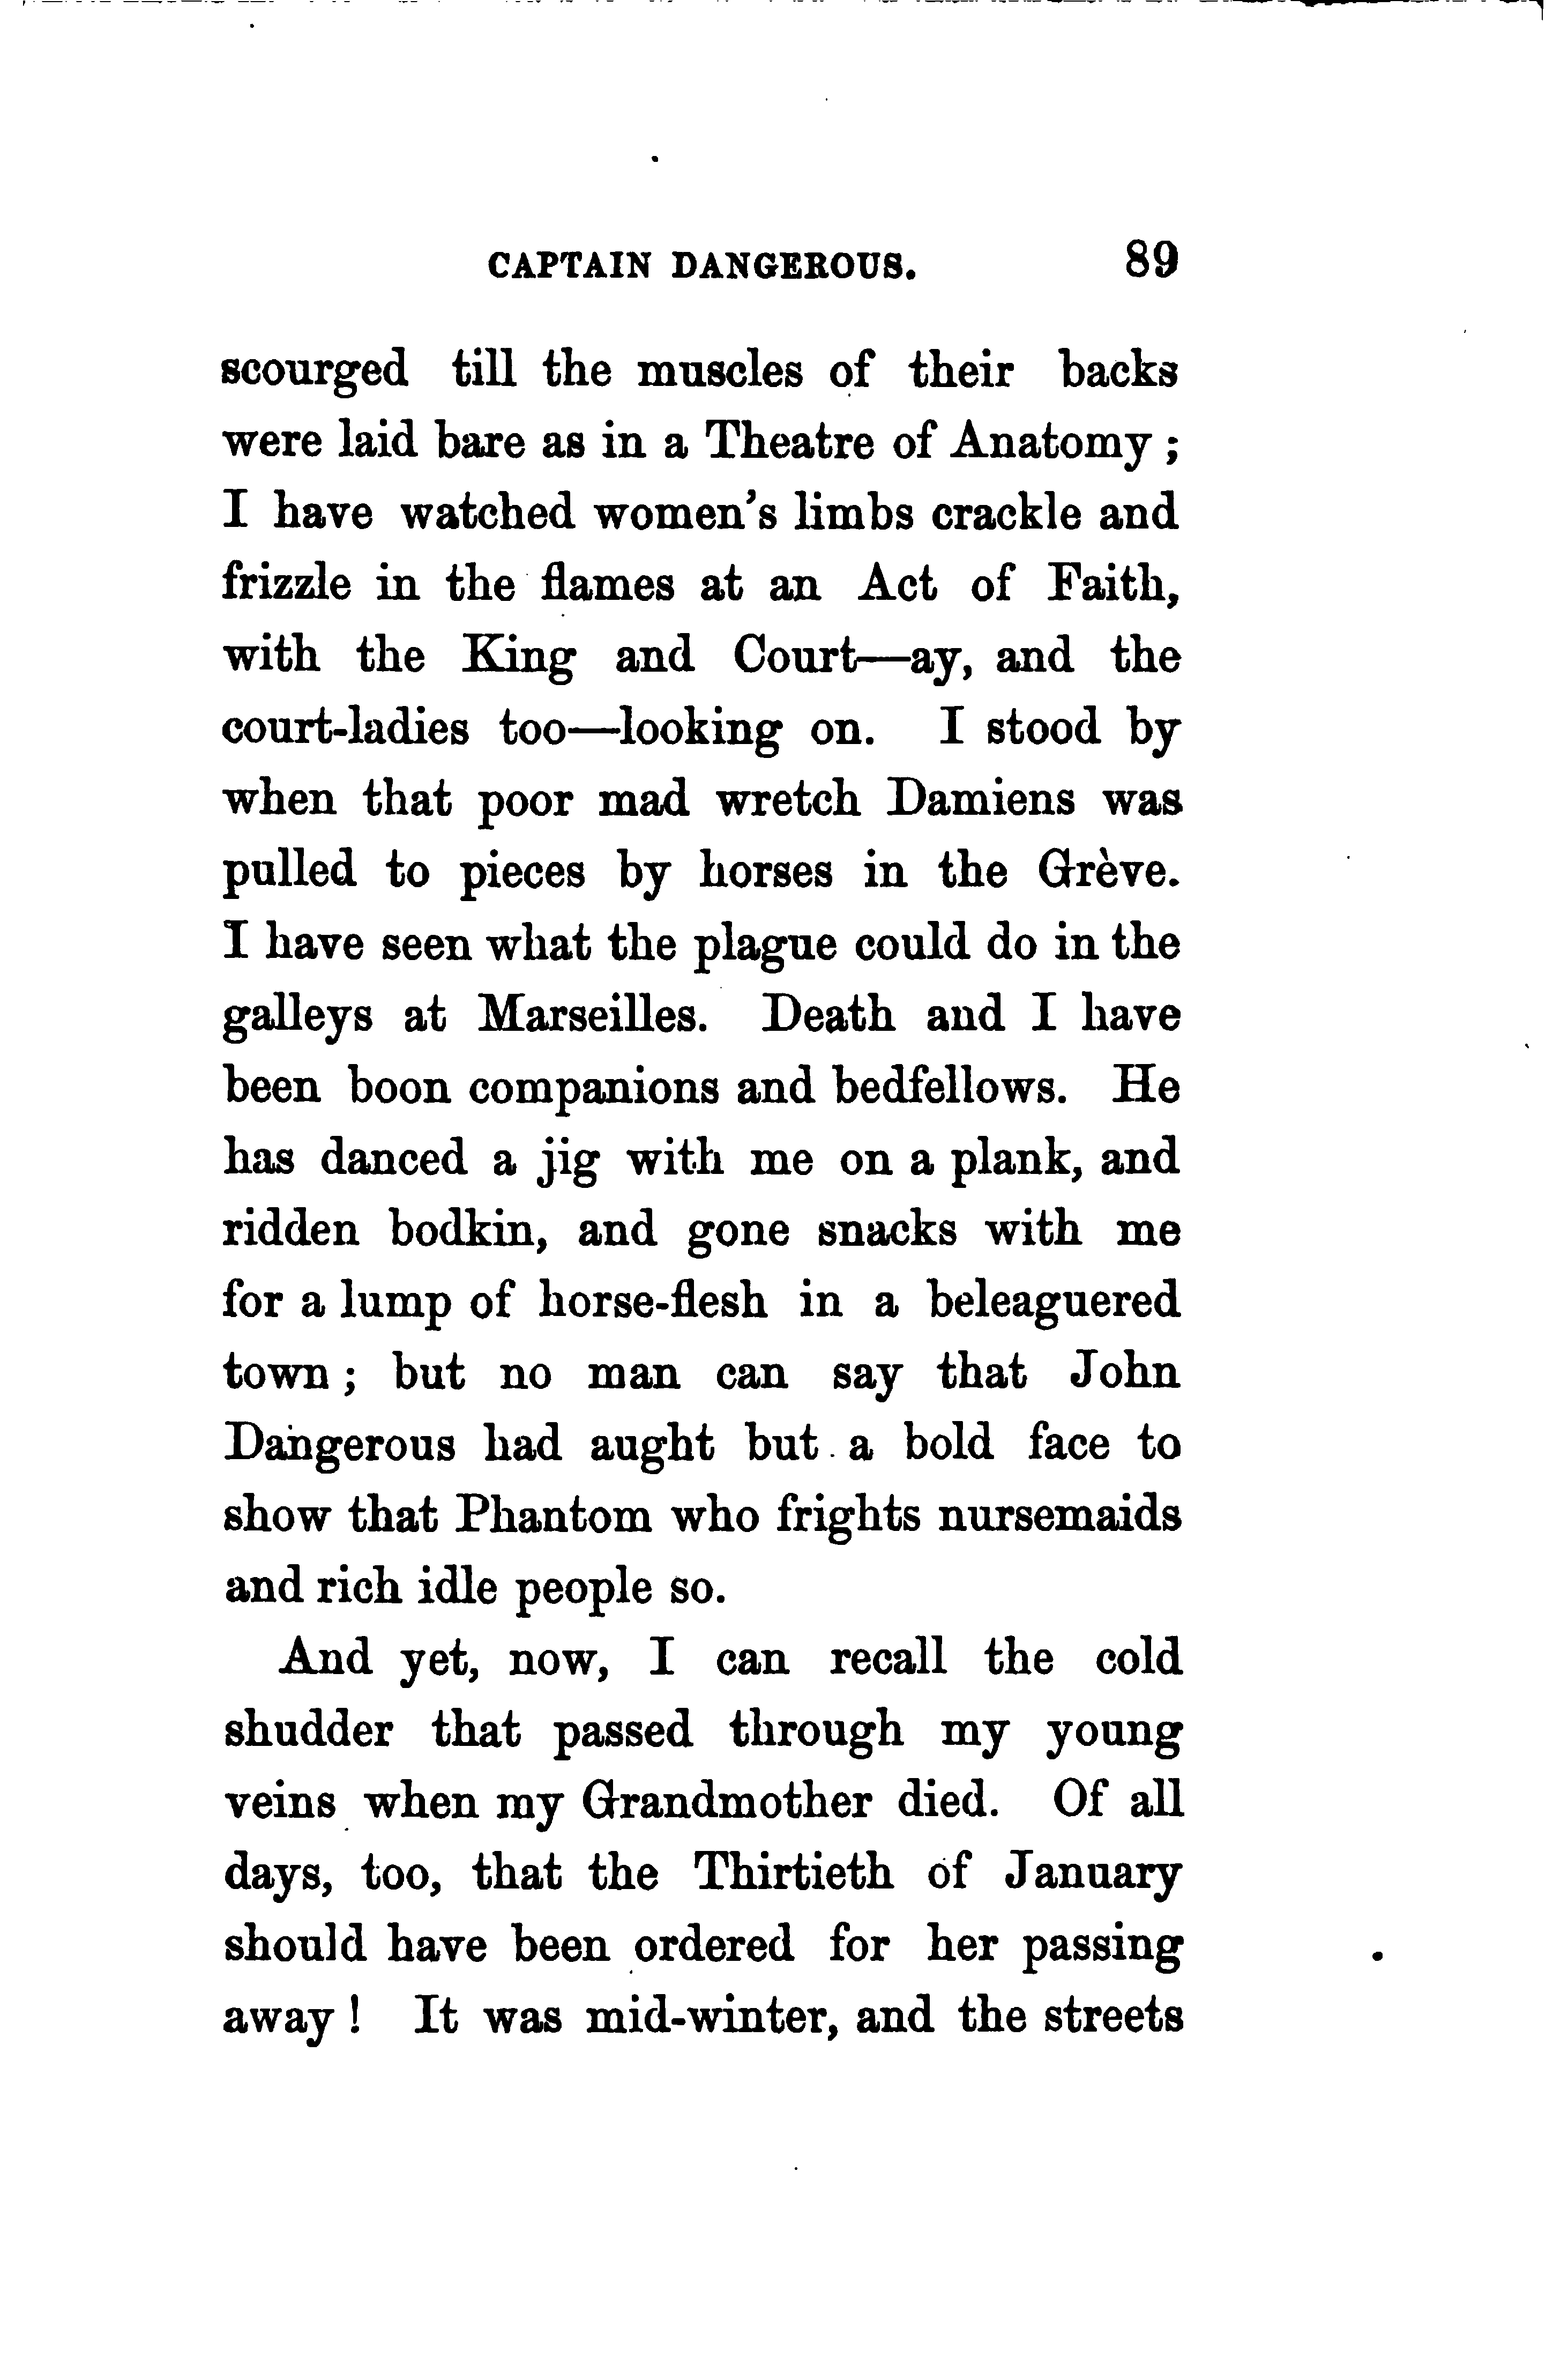 CAPTAIN DANGEROUS. 89
scourged till the muscles of their backs
were laid bare as in a Theatre of Anatomy ;
I have watched women's limbs crackle and
frizzle in the flames at an Act of Faith,
with the King and Court—ay, and the
court-ladies too—looking on. I stood by
when that poor mad wretch Damiens was
pulled to pieces by horses in the Grève.
I have seen what the plague could do in the
galleys at Marseilles. Death and I have
been boon companions and bedfellows. He
has danced a jig with me on a plank, and
ridden bodkin, and gone snacks with me
for a lump of horse-flesh in a beleaguered
town ; but no man can say that John
Dangerous had aught but a bold face to
show that Phantom who frights nursemaids
and rich idle people so.
And yet, now, I can recall the cold
shudder that passed through my young
veins when my Grandmother died. Of all
days, too, that the Thirtieth of January
should have been ordered for her passing
away ! It was mid-winter, and the streets